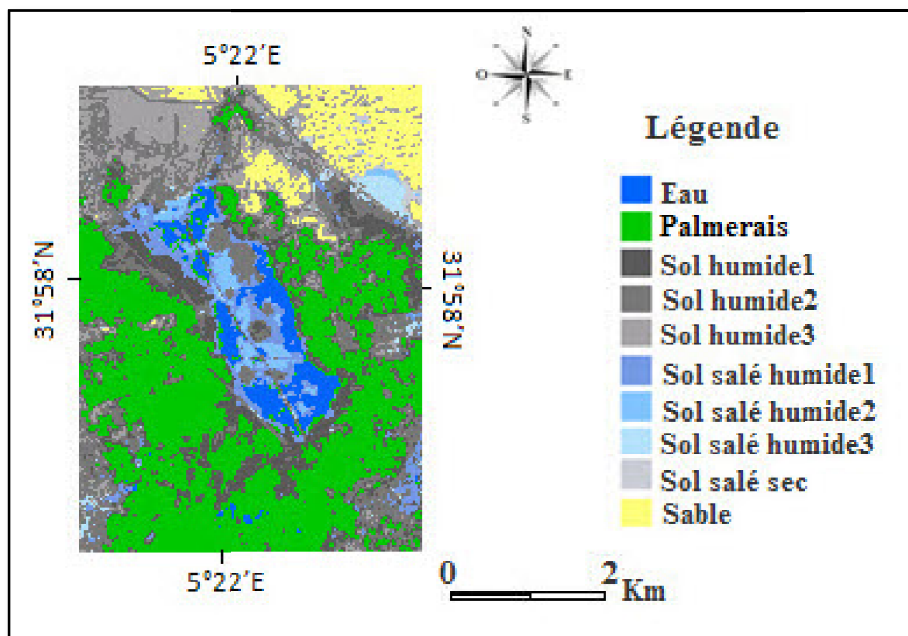 5°22'E
N
O
E
S
Légende
Eau
Palmerais
Sol humide1
Sol humide2
Sol humide3
Sol salé humide1
Sol salé humide2
Sol salé humide3
Sol salé sec
Sable
31°58'N
31°58'N
5°22'E
0
2
Km